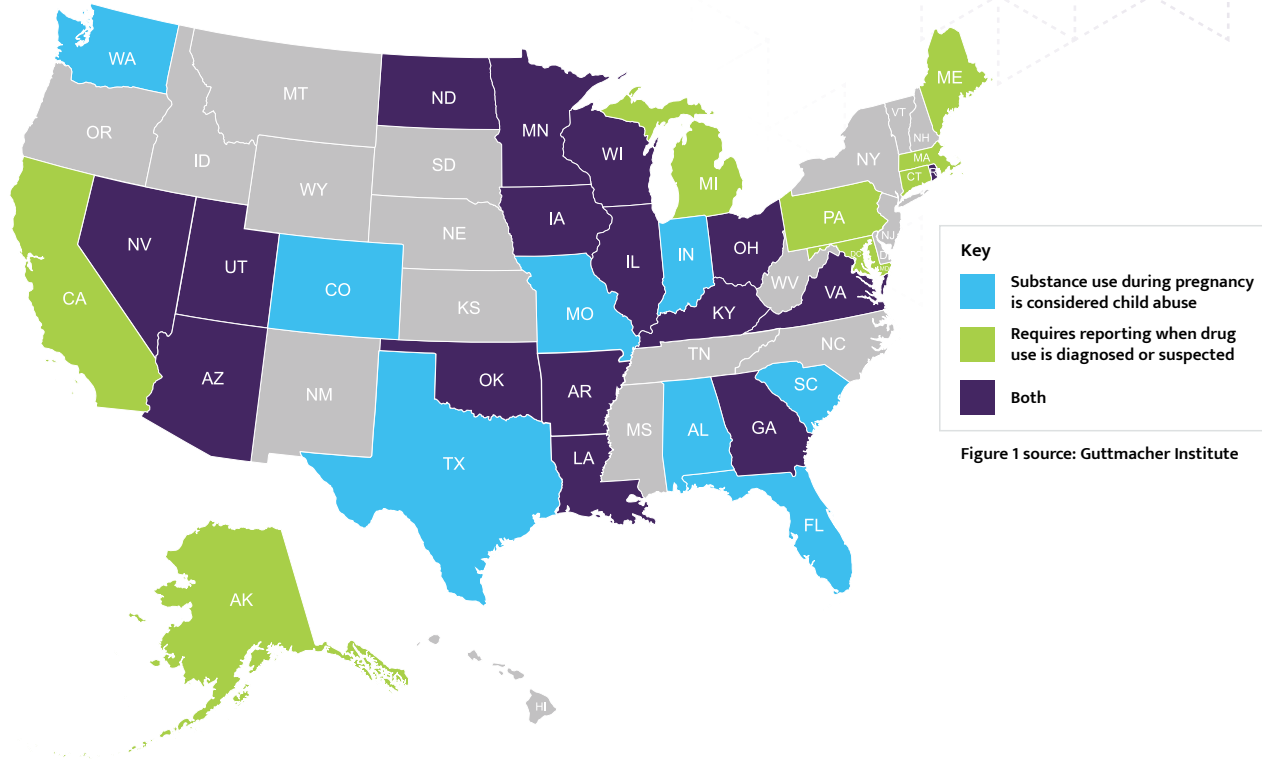 WA
MT
ND
MN
ME
OR
ID
WY
SD
WI
MI
VT
NH
NY
MA
CT
NV
UT
CO
NE
IA
IL
IN
OH
PA
NJ
CA
KS
MO
KY
WV
VA
AZ
NM
OK
AR
TN
NC
SC
TX
LA
MS
AL
GA
FL
AK
HI
Key
Substance use during pregnancy
is considered child abuse
Requires reporting when drug
use is diagnosed or suspected
Both
Figure 1 source: Guttmacher Institute